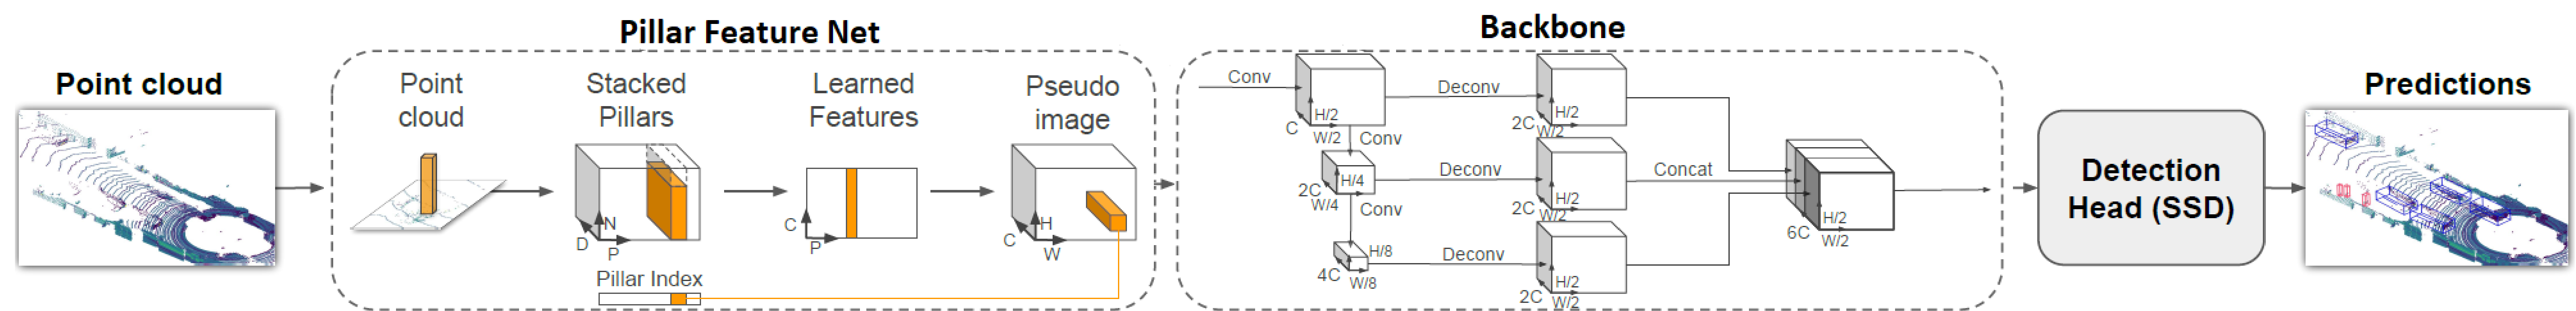 Point cloud
Pillar Feature Net
Point
cloud
Stacked
Pillars
N
D
P
Pillar Index
Learned
Features
C
P
Pseudo
image
H
C
W
Backbone
Conv
H/2
C
W/2
Conv
H/4
2C
W/4
Conv
H/8
4C
W/8
Deconv
H/2
2C
W/2
Deconv
H/2
2C
W/2
Deconv
H/2
2C
W/2
Concat
H/2
6C
W/2
Detection
Head (SSD)
Predictions